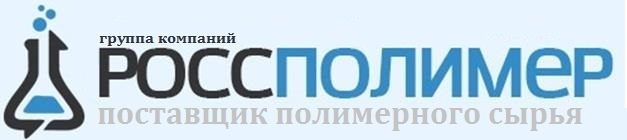 группа компаний
РОССПОЛИМЕР
поставщик полимерного сырья